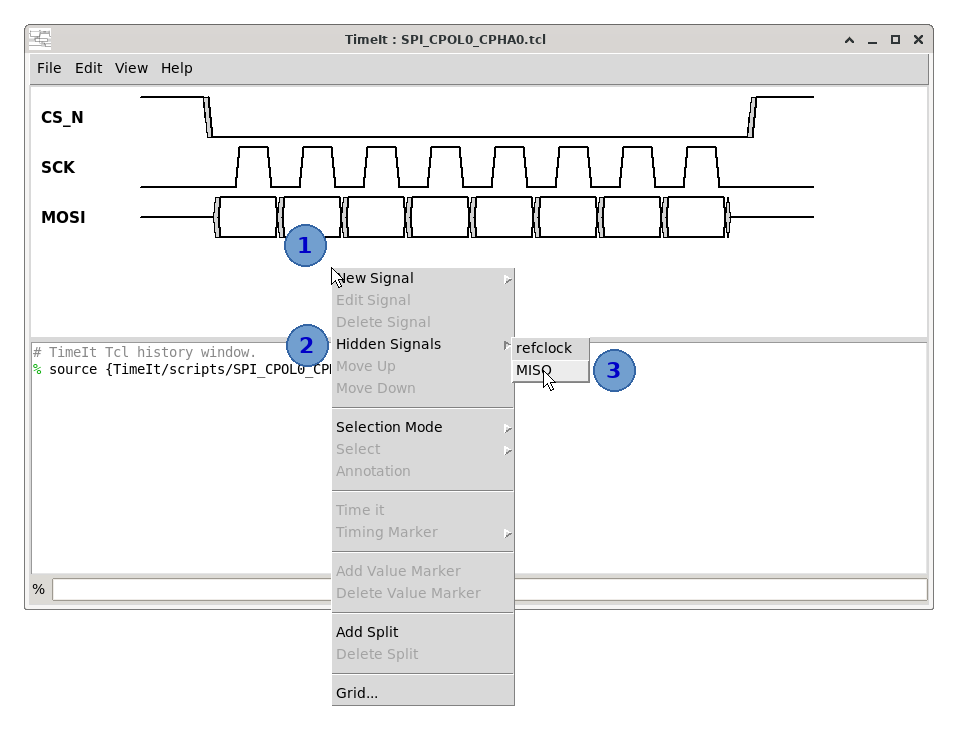 TimeIt : SPI_CPOL0_CPHA0.tcl
File Edit View Help
CS_N
SCK
MOSI
1
New Signal
Edit Signal
Delete Signal
2
Hidden Signals
refclock
MISO
3
Move Up
Move Down
Selection Mode
Select
Annotation
Time it
Timing Marker
Add Value Marker
Delete Value Marker
Add Split
Delete Split
Grid...
# TimeIt Tcl history window.
% source {TimeIt/scripts/SPI_CPOL0_CP
%